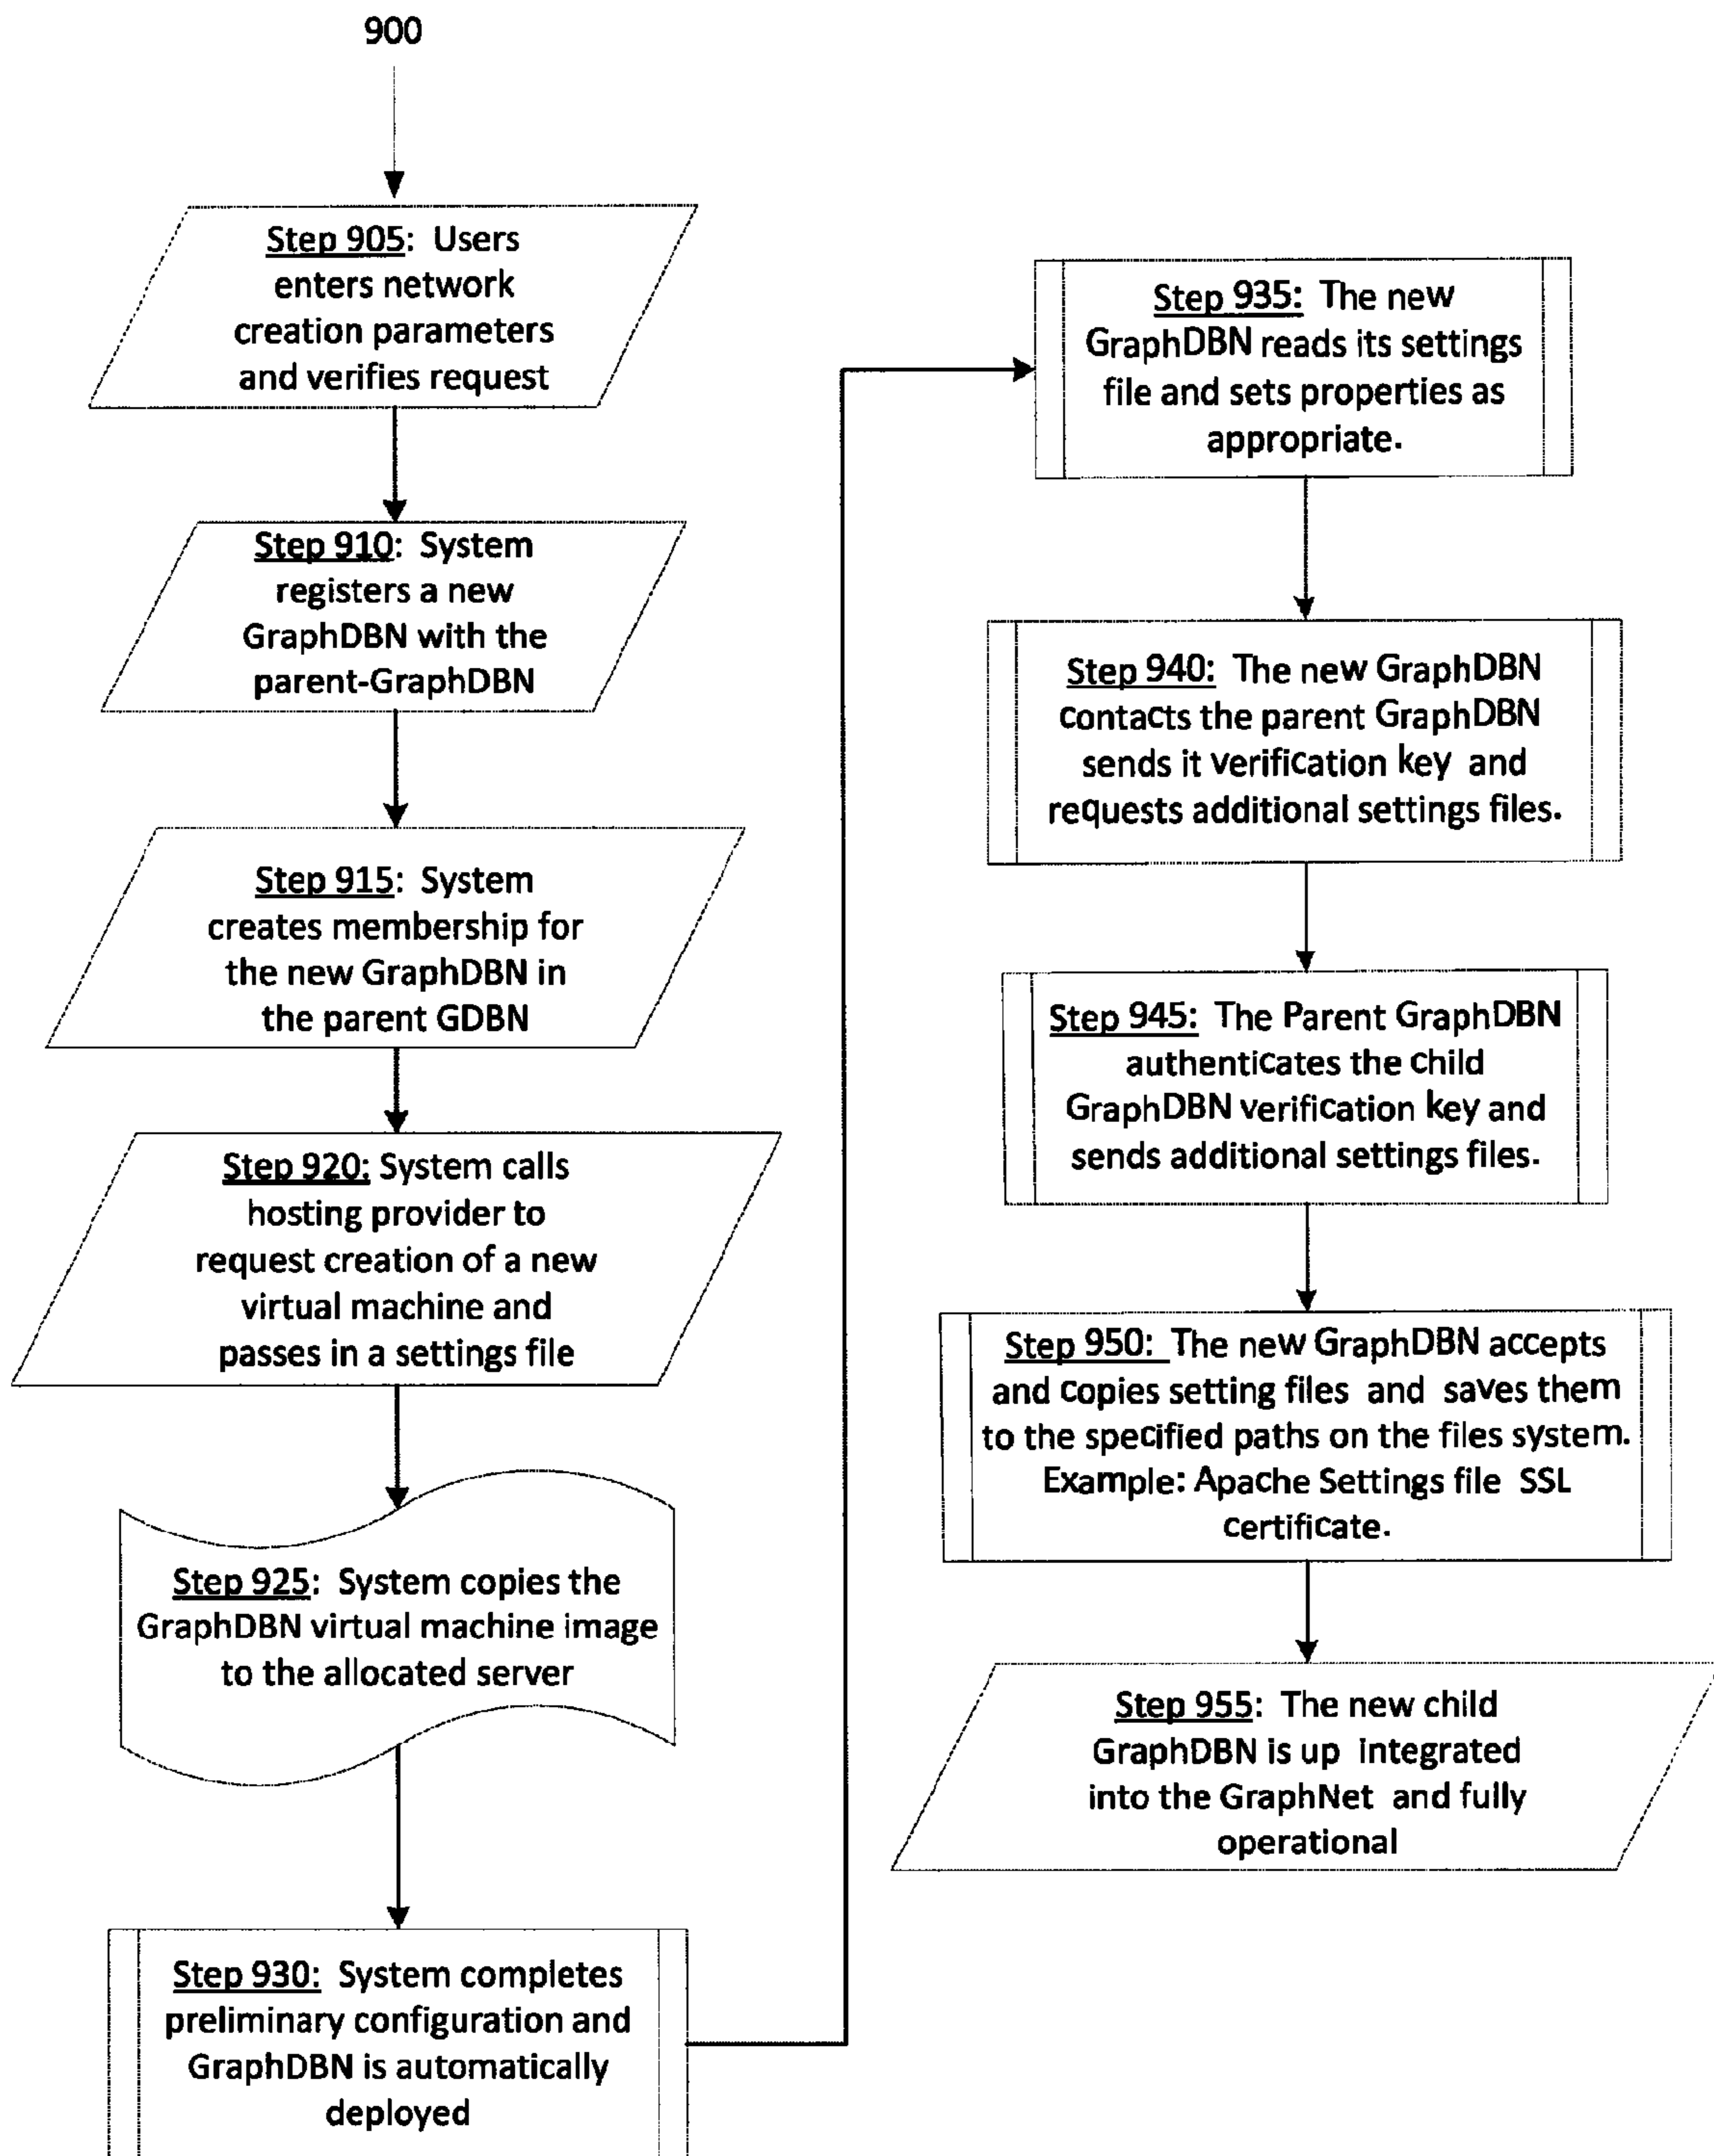 900
Step 905: Users
enters network
creation parameters
and verifies request
Step 910: System
registers a new
GraphDBN with the
parent-GraphDBN
Step 915: System
creates membership for
the new GraphDBN in
the parent GDBN
Step 920: System calls
hosting provider to
request creation of a new
virtual machine and
passes in a settings file
Step 925: System copies the
GraphDBN virtual machine image
to the allocated server
Step 930: System completes
preliminary configuration and
GraphDBN is automatically
deployed
Step 935: The new
GraphDBN reads its settings
file and sets properties as
appropriate.
Step 940: The new GraphDBN
contacts the parent GraphDBN
sends it verification key and
requests additional settings files.
Step 945: The Parent GraphDBN
authenticates the child
GraphDBN verification key and
sends additional settings files.
Step 950: The new GraphDBN accepts
and copies setting files and saves them
to the specified paths on the files system.
Example: Apache Settings file SSL
certificate.
Step 955: The new child
GraphDBN is up integrated
into the GraphNet and fully
operational